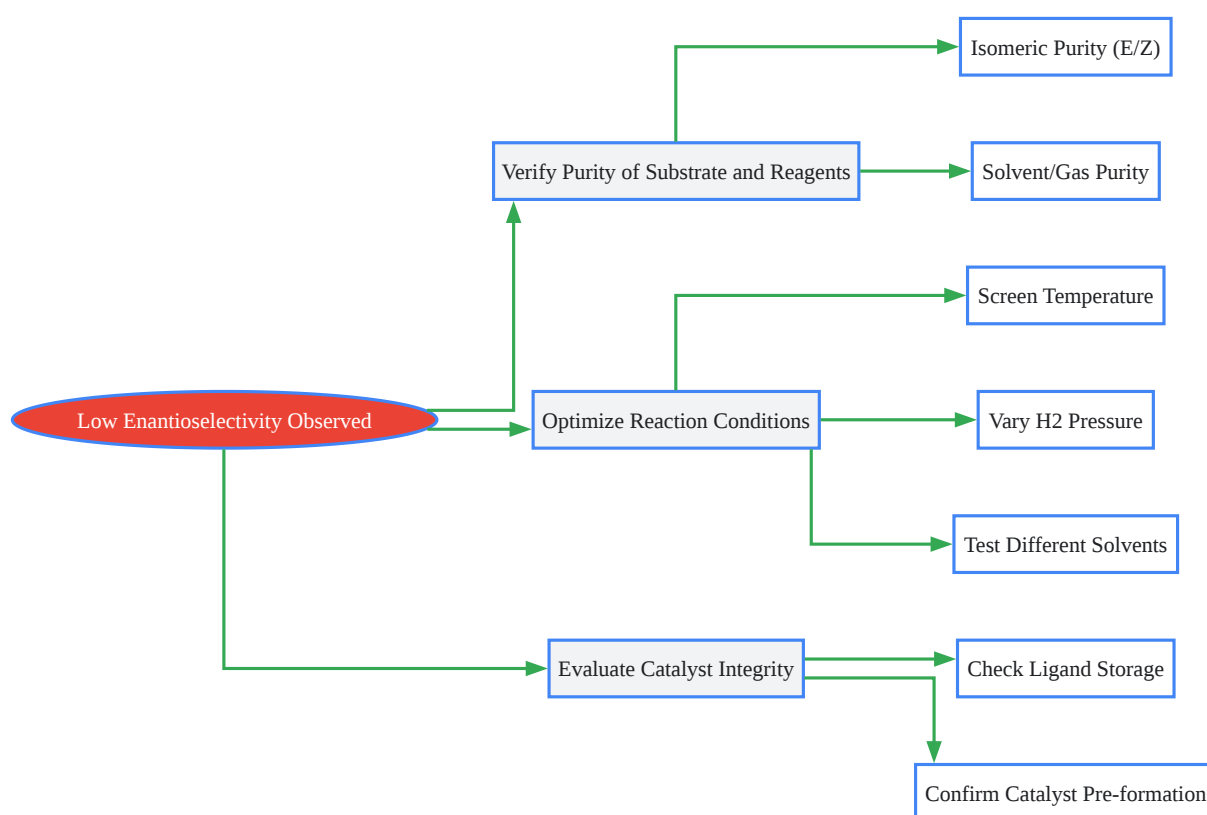 Isomeric Purity (E/Z)
Verify Purity of Substrate and Reagents
Solvent/Gas Purity
Screen Temperature
Low Enantioselectivity Observed
Optimize Reaction Conditions
Vary H2 Pressure
Test Different Solvents
Evaluate Catalyst Integrity
Check Ligand Storage
Confirm Catalyst Pre-formation